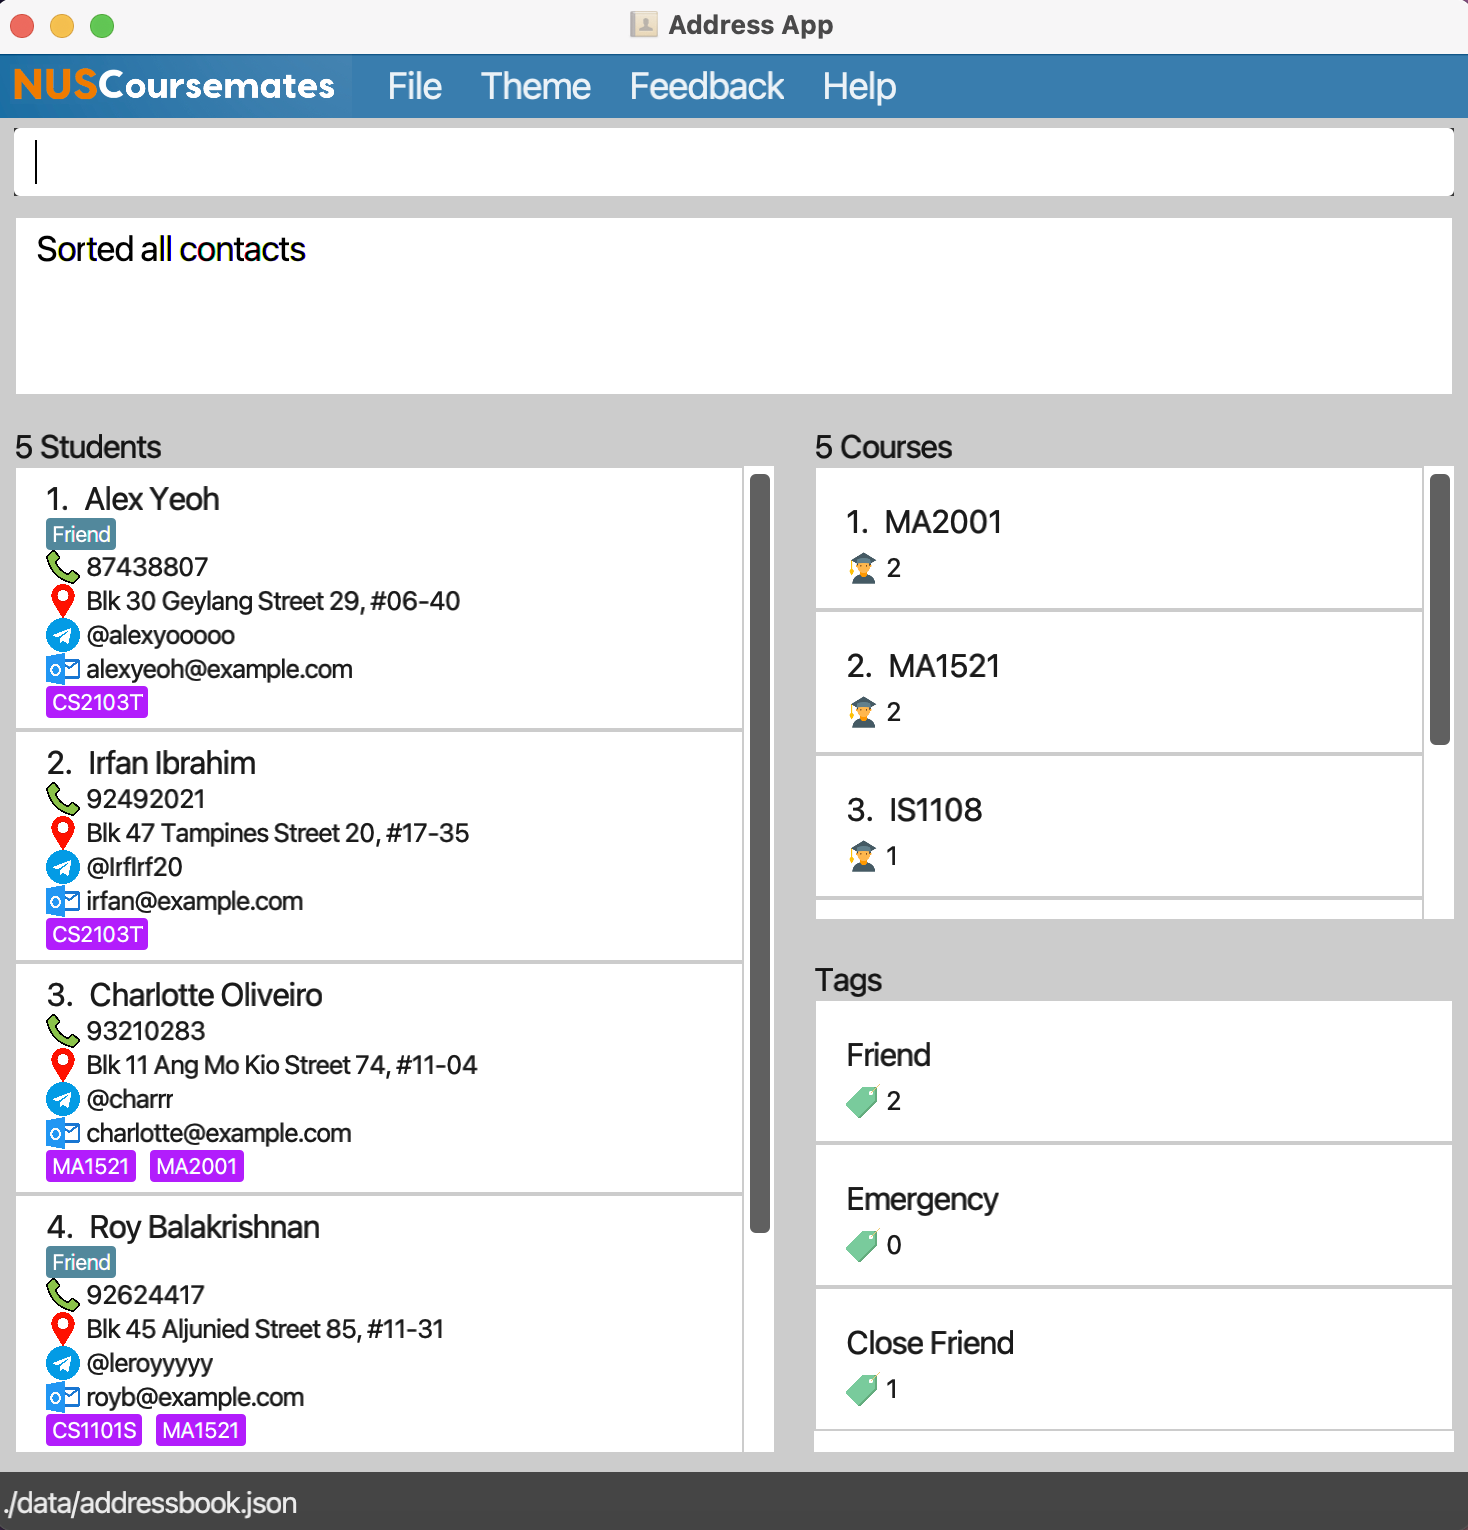 Address App
NUSCoursemates File Theme Feedback Help
Sorted all contacts
5 Students
1. Alex Yeoh
Friend
87438807
Blk 30 Geylang Street 29, #06-40
@alexyooooo
alexyeoh@example.com
CS2103T
2. Irfan Ibrahim
92492021
Blk 47 Tampines Street 20, #17-35
@IrfIrf20
irfan@example.com
CS2103T
3. Charlotte Oliveiro
93210283
Blk 11 Ang Mo Kio Street 74, #11-04
@charrr
charlotte@example.com
MA1521 MA2001
4. Roy Balakrishnan
Friend
92624417
Blk 45 Aljunied Street 85, #11-31
@leroyyyyy
royb@example.com
CS1101S MA1521
5 Courses
1. MA2001
2
2. MA1521
2
3. IS1108
1
Tags
Friend
2
Emergency
0
Close Friend
1
./data/addressbook.json